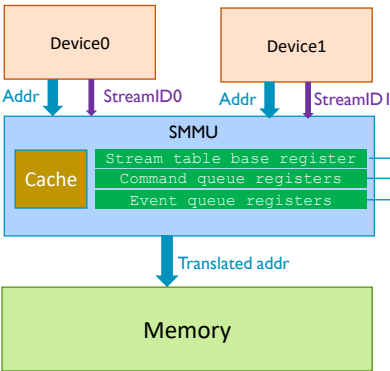 Device0
Device1
Addr
StreamID0
Addr
StreamID1
SMMU
Cache
Stream table base register
Command queue registers
Event queue registers
Translated addr
Memory